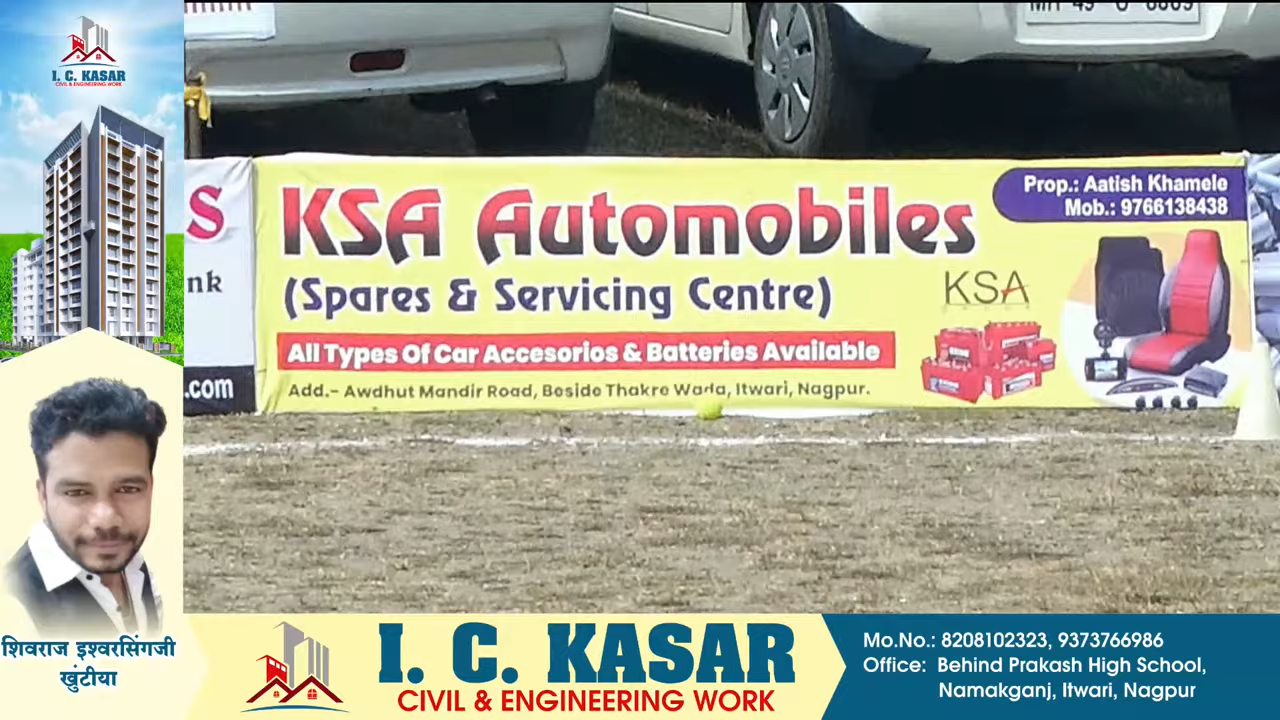 I. C. KASAR
CIVIL & ENGINEERING WORK
S
nk
.com
KSA Automobiles
(Spares & Servicing Centre)
All Types Of Car Accesorios & Batteries Available
Add.- Awdhut Mandir Road, Beside Thakre Wada, Itwari, Nagpur.
Prop.: Aatish Khamele
Mob.: 9766138438
KSA
शिवराज इश्वरसिंगजी
खुंटीया
I. C. KASAR
CIVIL & ENGINEERING WORK
Mo.No.: 8208102323, 9373766986
Office: Behind Prakash High School,
Namakganj, Itwari, Nagpur